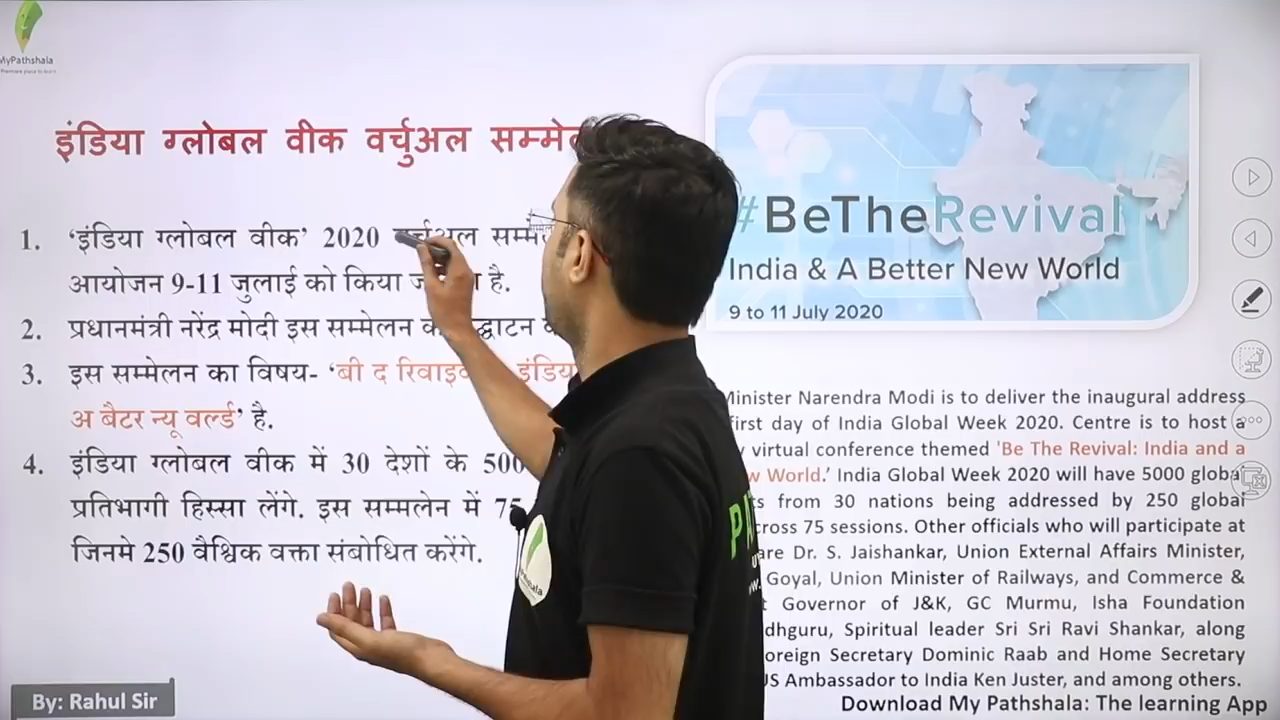 MyPathshala
इंडिया ग्लोबल वीक वर्चुअल
1. ‘इंडिया ग्लोबल वीक’ 2020 वर्चुअल
आयोजन 9-11 जुलाई को किया है.
2. प्रधानमंत्री नरेंद्र मोदी इस सम्मेलन
3. इस सम्मेलन का विषय- ‘बी द
अ बैटर न्यू वर्ल्ड’ है.
4. इंडिया ग्लोबल वीक में 30 देशों के
प्रतिभागी हिस्सा लेंगे. इस सम्मलेन में 75
जिनमे 250 वैश्विक वक्ता संबोधित करेंगे.
By: Rahul Sir
#BeTheRevival
India & A Better New World
9 to 11 July 2020
Minister Narendra Modi is to deliver the inaugural address
first day of India Global Week 2020. Centre is to host a
virtual conference themed 'Be The Revival: India and a
World.’ India Global Week 2020 will have 5000 global
from 30 nations being addressed by 250 global
75 sessions. Other officials who will participate at
are Dr. S. Jaishankar, Union External Affairs Minister,
Goyal, Union Minister of Railways, and Commerce &
Governor of J&K, GC Murmu, Isha Foundation
Spiritual leader Sri Sri Ravi Shankar, along
Secretary Dominic Raab and Home Secretary
US Ambassador to India Ken Juster, and among others.
Download My Pathshala: The learning App